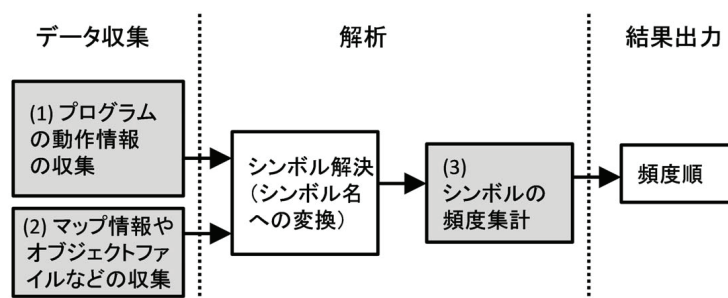 データ収集
解析
結果出力
(1) プログラム
の動作情報
の収集
(2) マップ情報や
オブジェクトファ
イルなどの収集
シンボル解決
（シンボル名
への変換）
(3)
シンボルの
頻度集計
頻度順